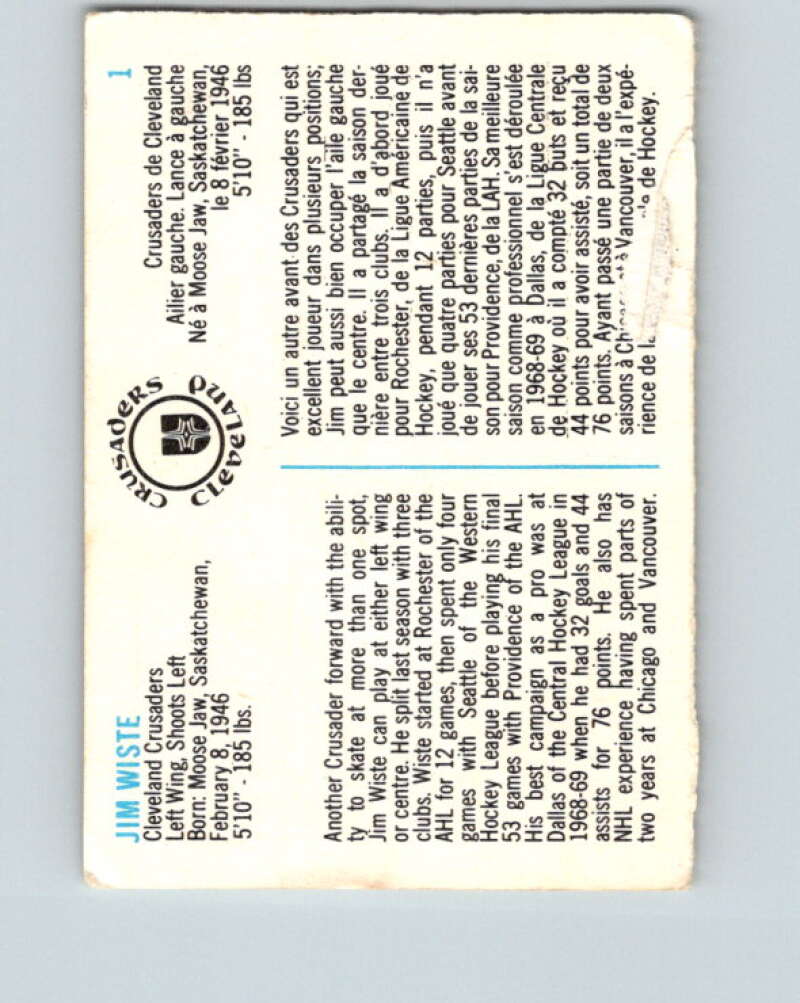 JIM WISTE
Cleveland Crusaders
Left Wing, Shoots Left
Born: Moose Jaw, Saskatchewan,
February 8, 1946
5'10" - 185 lbs.
CRUSADERS
CLEVELAND
1
Crusaders de Cleveland
Ailier gauche. Lance à gauche
Né à Moose Jaw, Saskatchewan,
le 8 février 1946
5'10" - 185 lbs
Another Crusader forward with the abili-
ty to skate at more than one spot,
Jim Wiste can play at either left wing
or centre. He split last season with three
clubs. Wiste started at Rochester of the
AHL for 12 games, then spent only four
games with Seattle of the Western
Hockey League before playing his final
53 games with Providence of the AHL.
His best campaign as a pro was at
Dallas of the Central Hockey League in
1968-69 when he had 32 goals and 44
assists for 76 points. He also has
NHL experience having spent parts of
two years at Chicago and Vancouver.
Voici un autre avant des Crusaders qui est
excellent joueur dans plusieurs positions;
Jim peut aussi bien occuper l'aile gauche
que le centre. Il a partagé la saison der-
nière entre trois clubs. Il a d'abord joué
pour Rochester, de la Ligue Américaine de
Hockey, pendant 12 parties, puis il n'a
joué que quatre parties pour Seattle avant
de jouer ses 53 dernières parties de la sai-
son pour Providence, de la LAH. Sa meilleure
saison comme professionnel s'est déroulée
en 1968-69 à Dallas, de la Ligue Centrale
de Hockey où il a compté 32 buts et reçu
44 points pour avoir assisté, soit un total de
76 points. Ayant passé une partie de deux
saisons à Vancouver, il a l'expé-
rience de de Hockey.